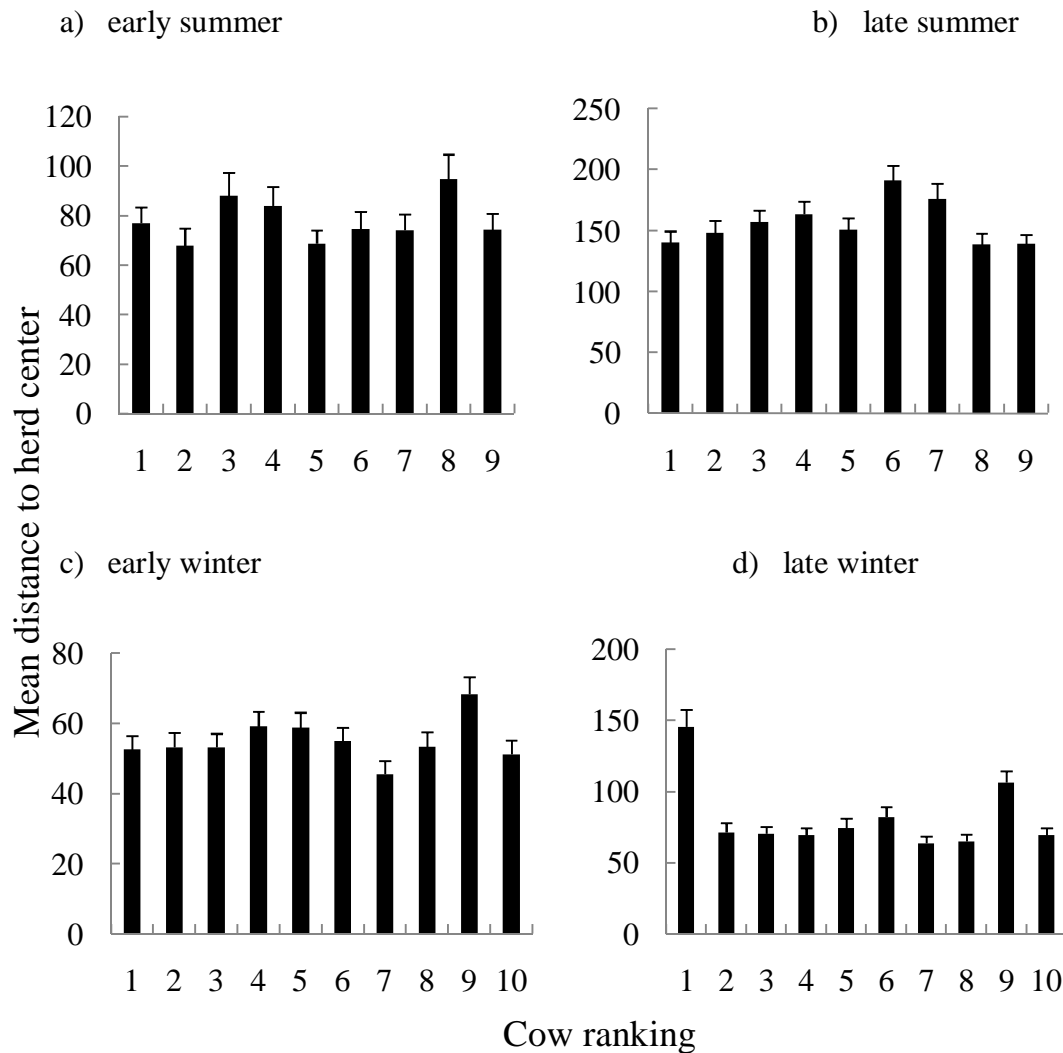 a) early summer
b) late summer
120
100
80
60
40
20
0
1 2 3 4 5 6 7 8 9
250
200
150
100
50
0
1 2 3 4 5 6 7 8 9
Mean distance to herd center
c) early winter
d) late winter
80
60
40
20
0
1 2 3 4 5 6 7 8 9 10
200
150
100
50
0
1 2 3 4 5 6 7 8 9 10
Cow ranking